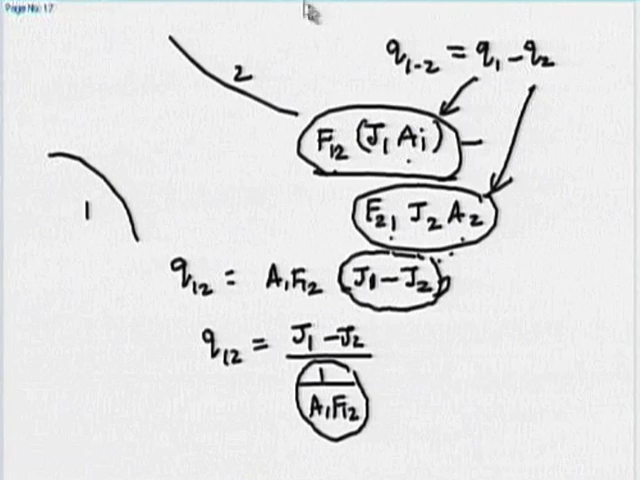 Page No: 17
q₁₋₂ = q₁ - q₂
2
F₁₂ (J₁ A₁) -
1
F₂₁ J₂ A₂
q₁₂ = A₁F₁₂ (J₁ - J₂)
q₁₂ = J₁ - J₂
1
A₁F₁₂